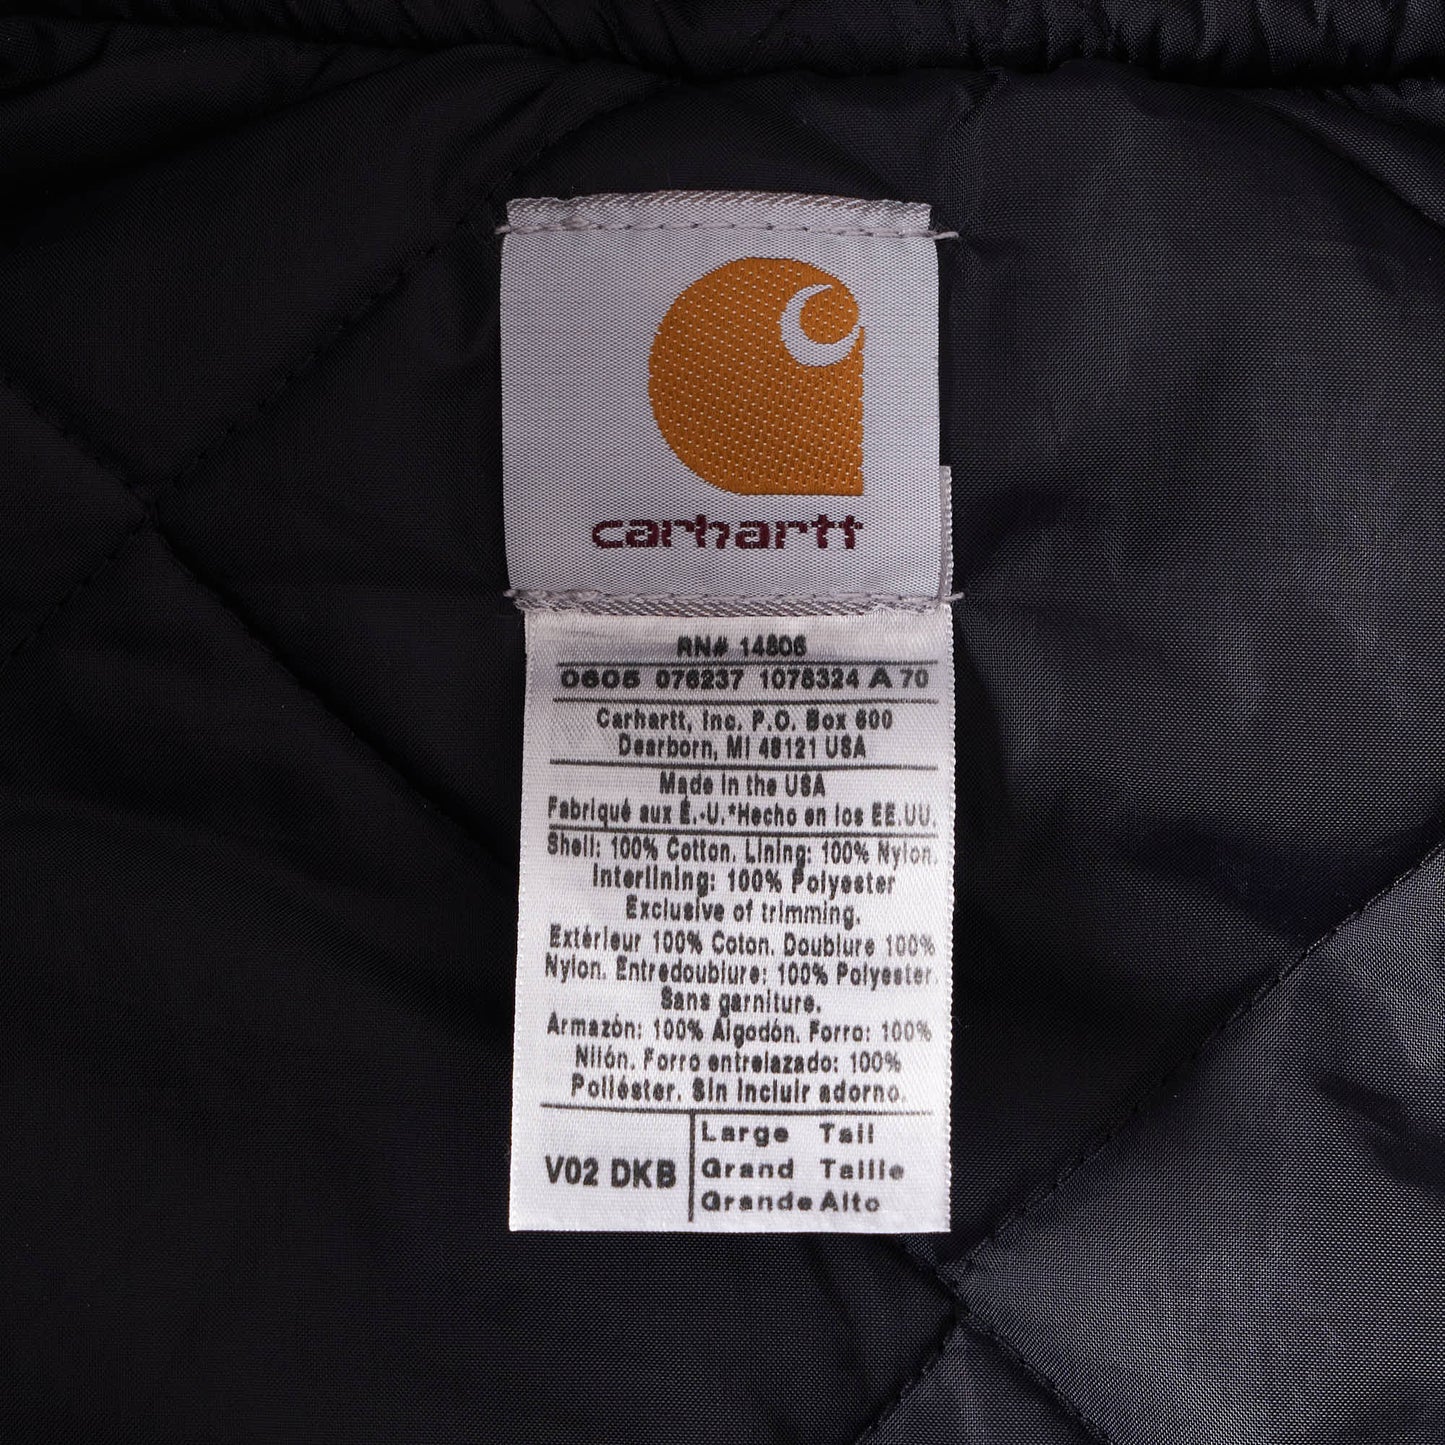 carhartt
RN# 14806
0605 076237 1078324 A 70
Carhartt, Inc. P.O. Box 600
Dearborn, MI 48121 USA
Made in the USA
Fabriqué aux É.-U.*Hecho en los EE.UU.
Shell: 100% Cotton. Lining: 100% Nylon.
Interlining: 100% Polyester
Exclusive of trimming.
Extérieur 100% Coton. Doublure 100%
Nylon. Entredoublure: 100% Polyester.
Sans garniture.
Armazón: 100% Algodón. Forro: 100%
Nilón. Forro entrelazado: 100%
Poliéster. Sin incluir adorno.
V02 DKB
Large Tall
Grand Taille
Grande Alto